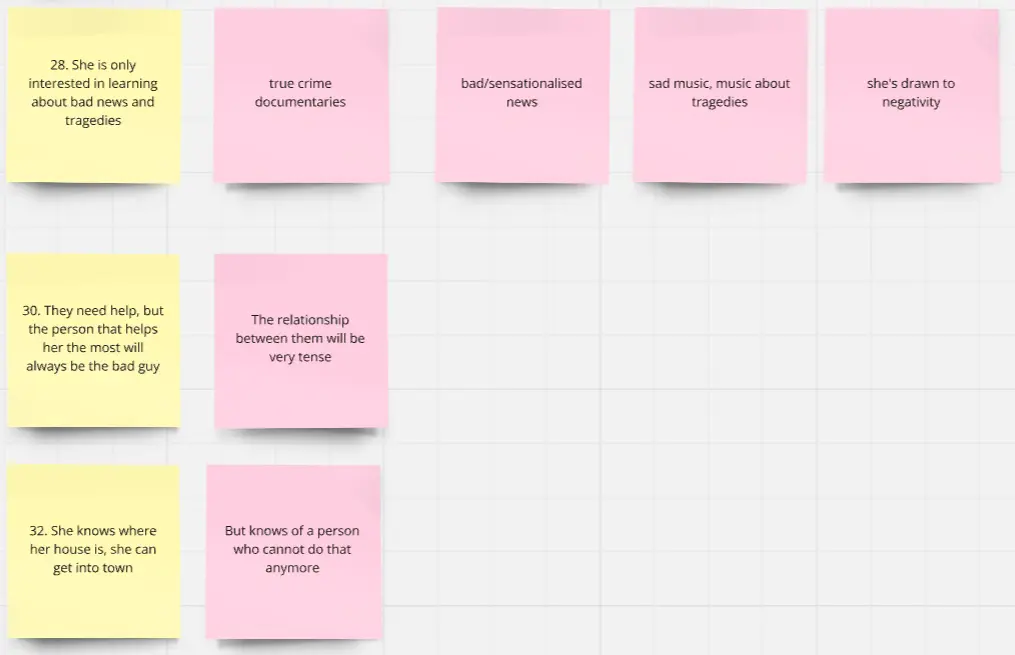 28. She is only
interested in learning
about bad news and
tragedies
true crime
documentaries
bad/sensationalised
news
sad music, music about
tragedies
she's drawn to
negativity
30. They need help, but
the person that helps
her the most will
always be the bad guy
The relationship
between them will be
very tense
32. She knows where
her house is, she can
get into town
But knows of a person
who cannot do that
anymore